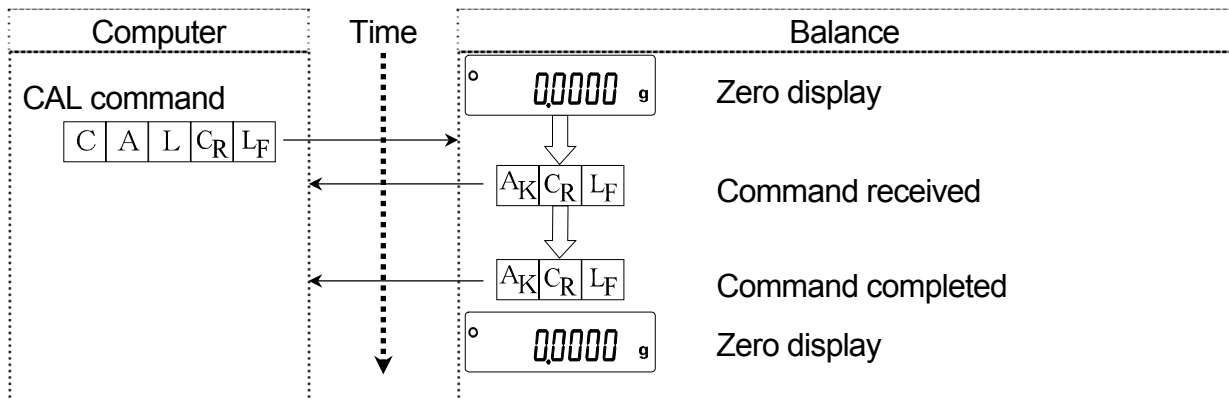 Computer Time Balance
0.0000 g Zero display
CAL command
C A L CR LF
AK CR LF Command received
AK CR LF Command completed
0.0000 g Zero display